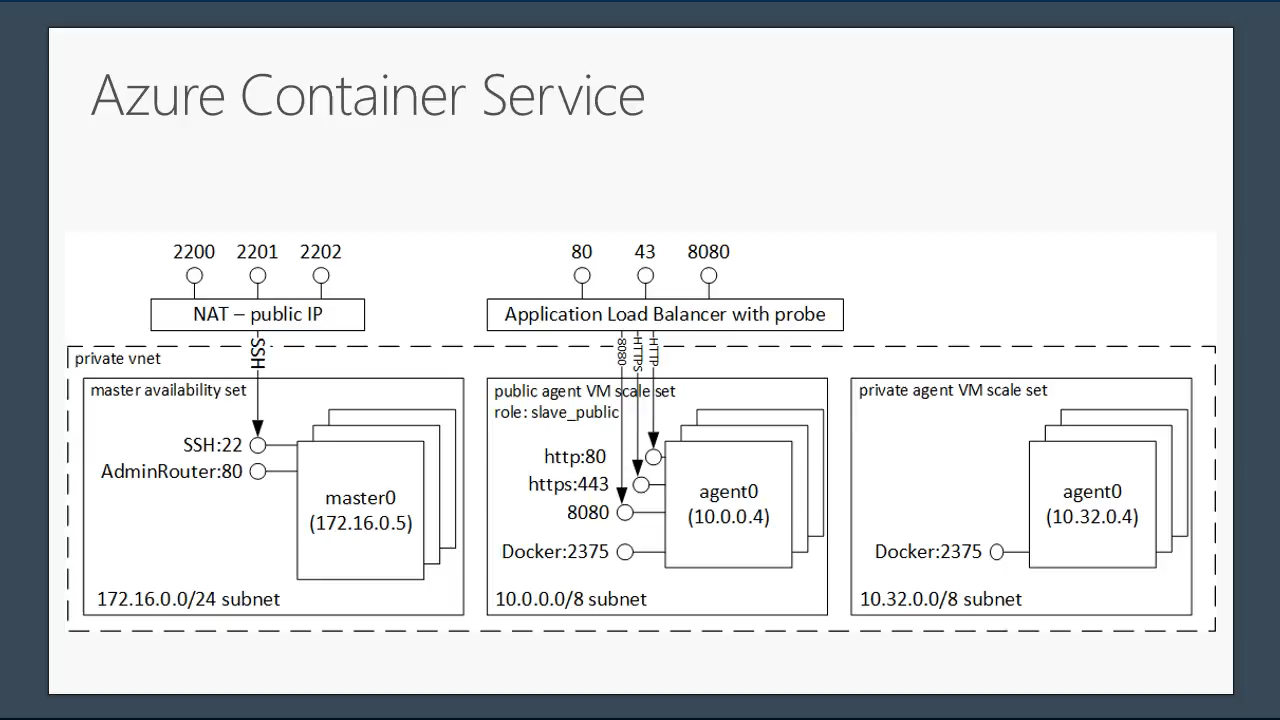 Azure Container Service
2200 2201 2202
NAT – public IP
80 43 8080
Application Load Balancer with probe
SSH
8080
HTTPS
HTTP
private vnet
master availability set
SSH:22
AdminRouter:80
master0
(172.16.0.5)
172.16.0.0/24 subnet
public agent VM scale set
role: slave_public
http:80
https:443
8080
Docker:2375
agent0
(10.0.0.4)
10.0.0.0/8 subnet
private agent VM scale set
Docker:2375
agent0
(10.32.0.4)
10.32.0.0/8 subnet